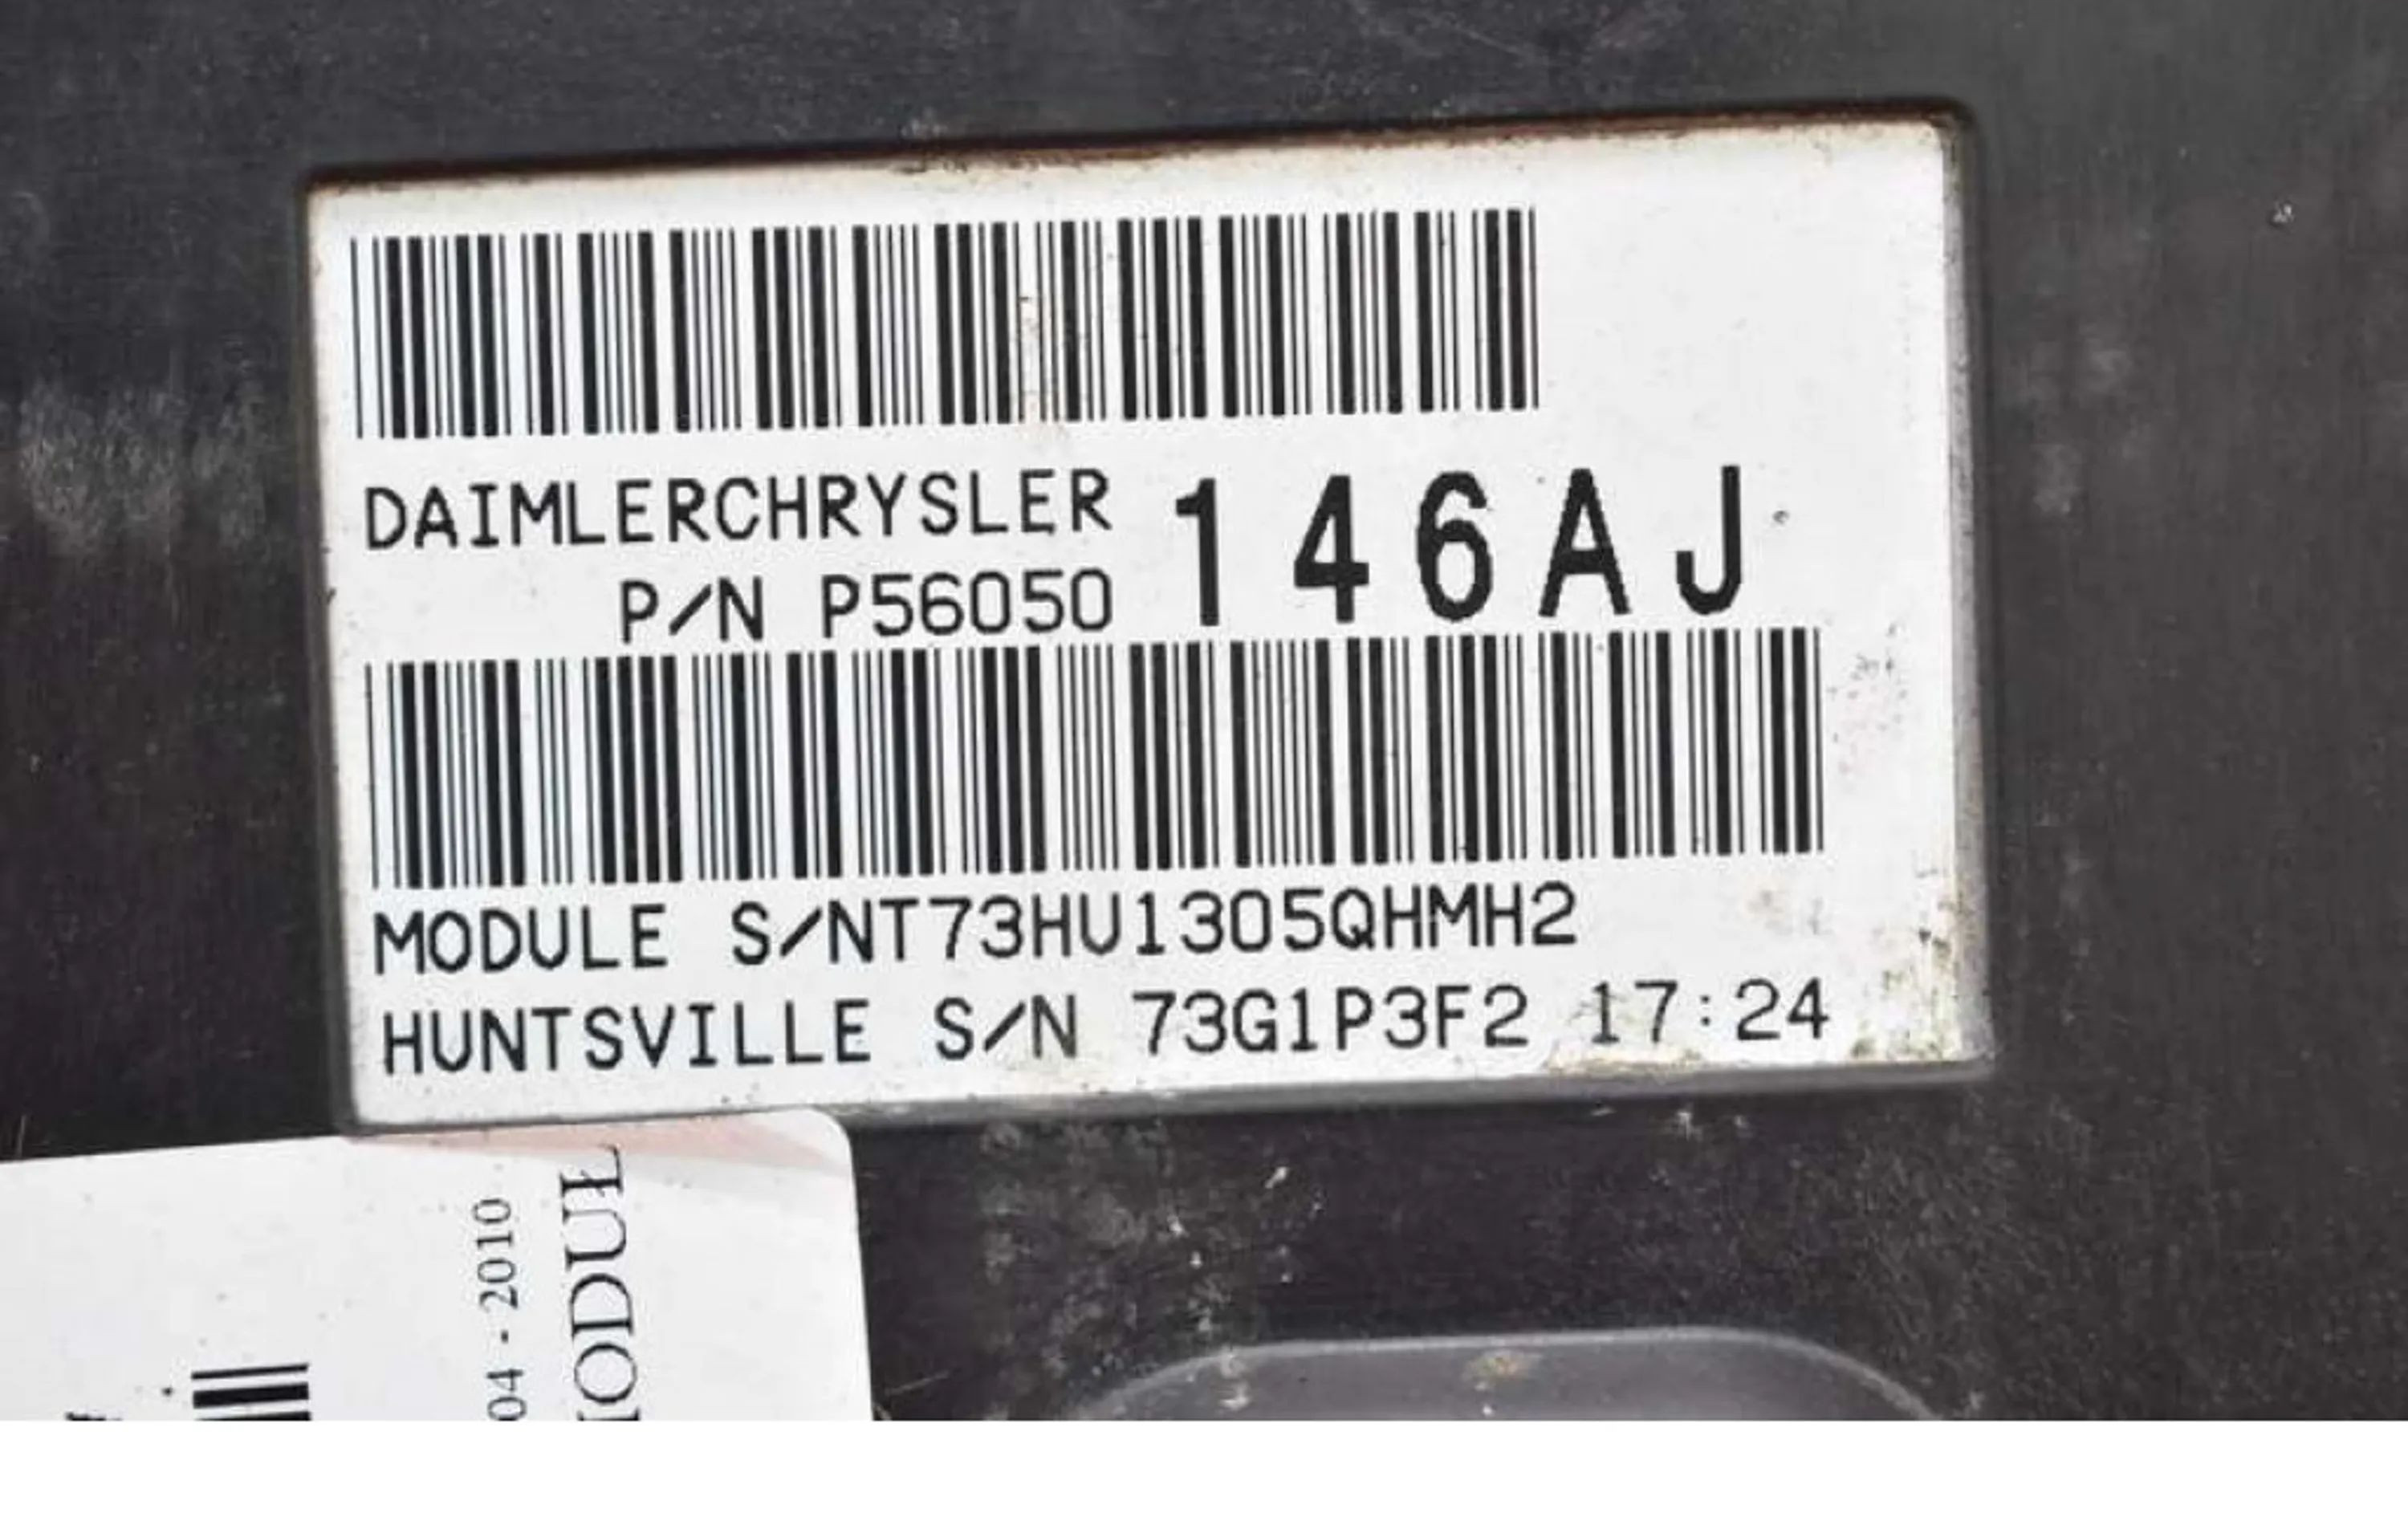 DAIMLERCHRYSLER 146AJ
P/N P56050
MODULE S/NT73HU1305QHMH2
HUNTSVILLE S/N 73G1P3F2 17:24
04 - 2010